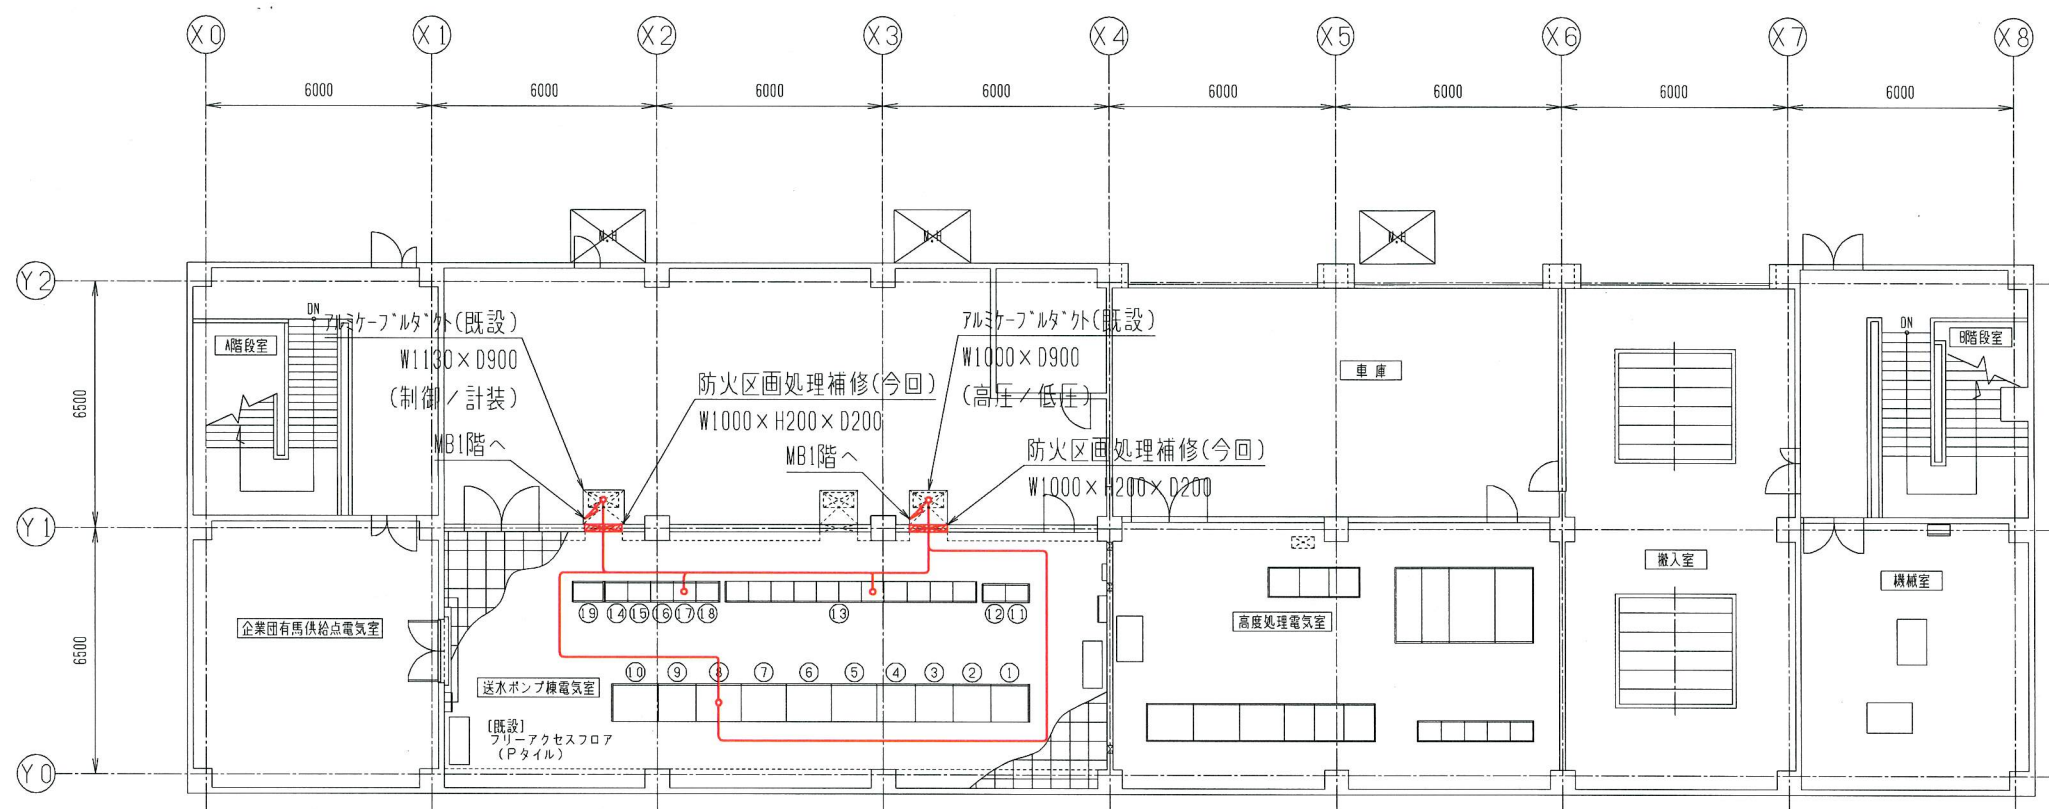 X0 X1 X2 X3 X4 X5 X6 X7 X8
6000 6000 6000 6000 6000 6000 6000 6000
M.H M.H M.H
Y2
DN
アルミケーブルダクト(既設)
W1130×D900
(制御/計装)
MB1階へ
A階段室
防火区画処理補修(今回)
W1000×H200×D200
アルミケーブルダクト(既設)
W1000×D900
(高圧/低圧)
MB1階へ
防火区画処理補修(今回)
W1000×H200×D200
車庫
DN
B階段室
6500
Y1
⑲ ⑭ ⑮ ⑯ ⑰ ⑱ ⑬ ⑫ ⑪
企業団有馬供給点電気室
高度処理電気室
搬入室
機械室
6500
⑩ ⑨ ⑧ ⑦ ⑥ ⑤ ④ ③ ② ①
送水ポンプ棟電気室
[既設]
フリーアクセスフロア
(Pタイル)
Y0